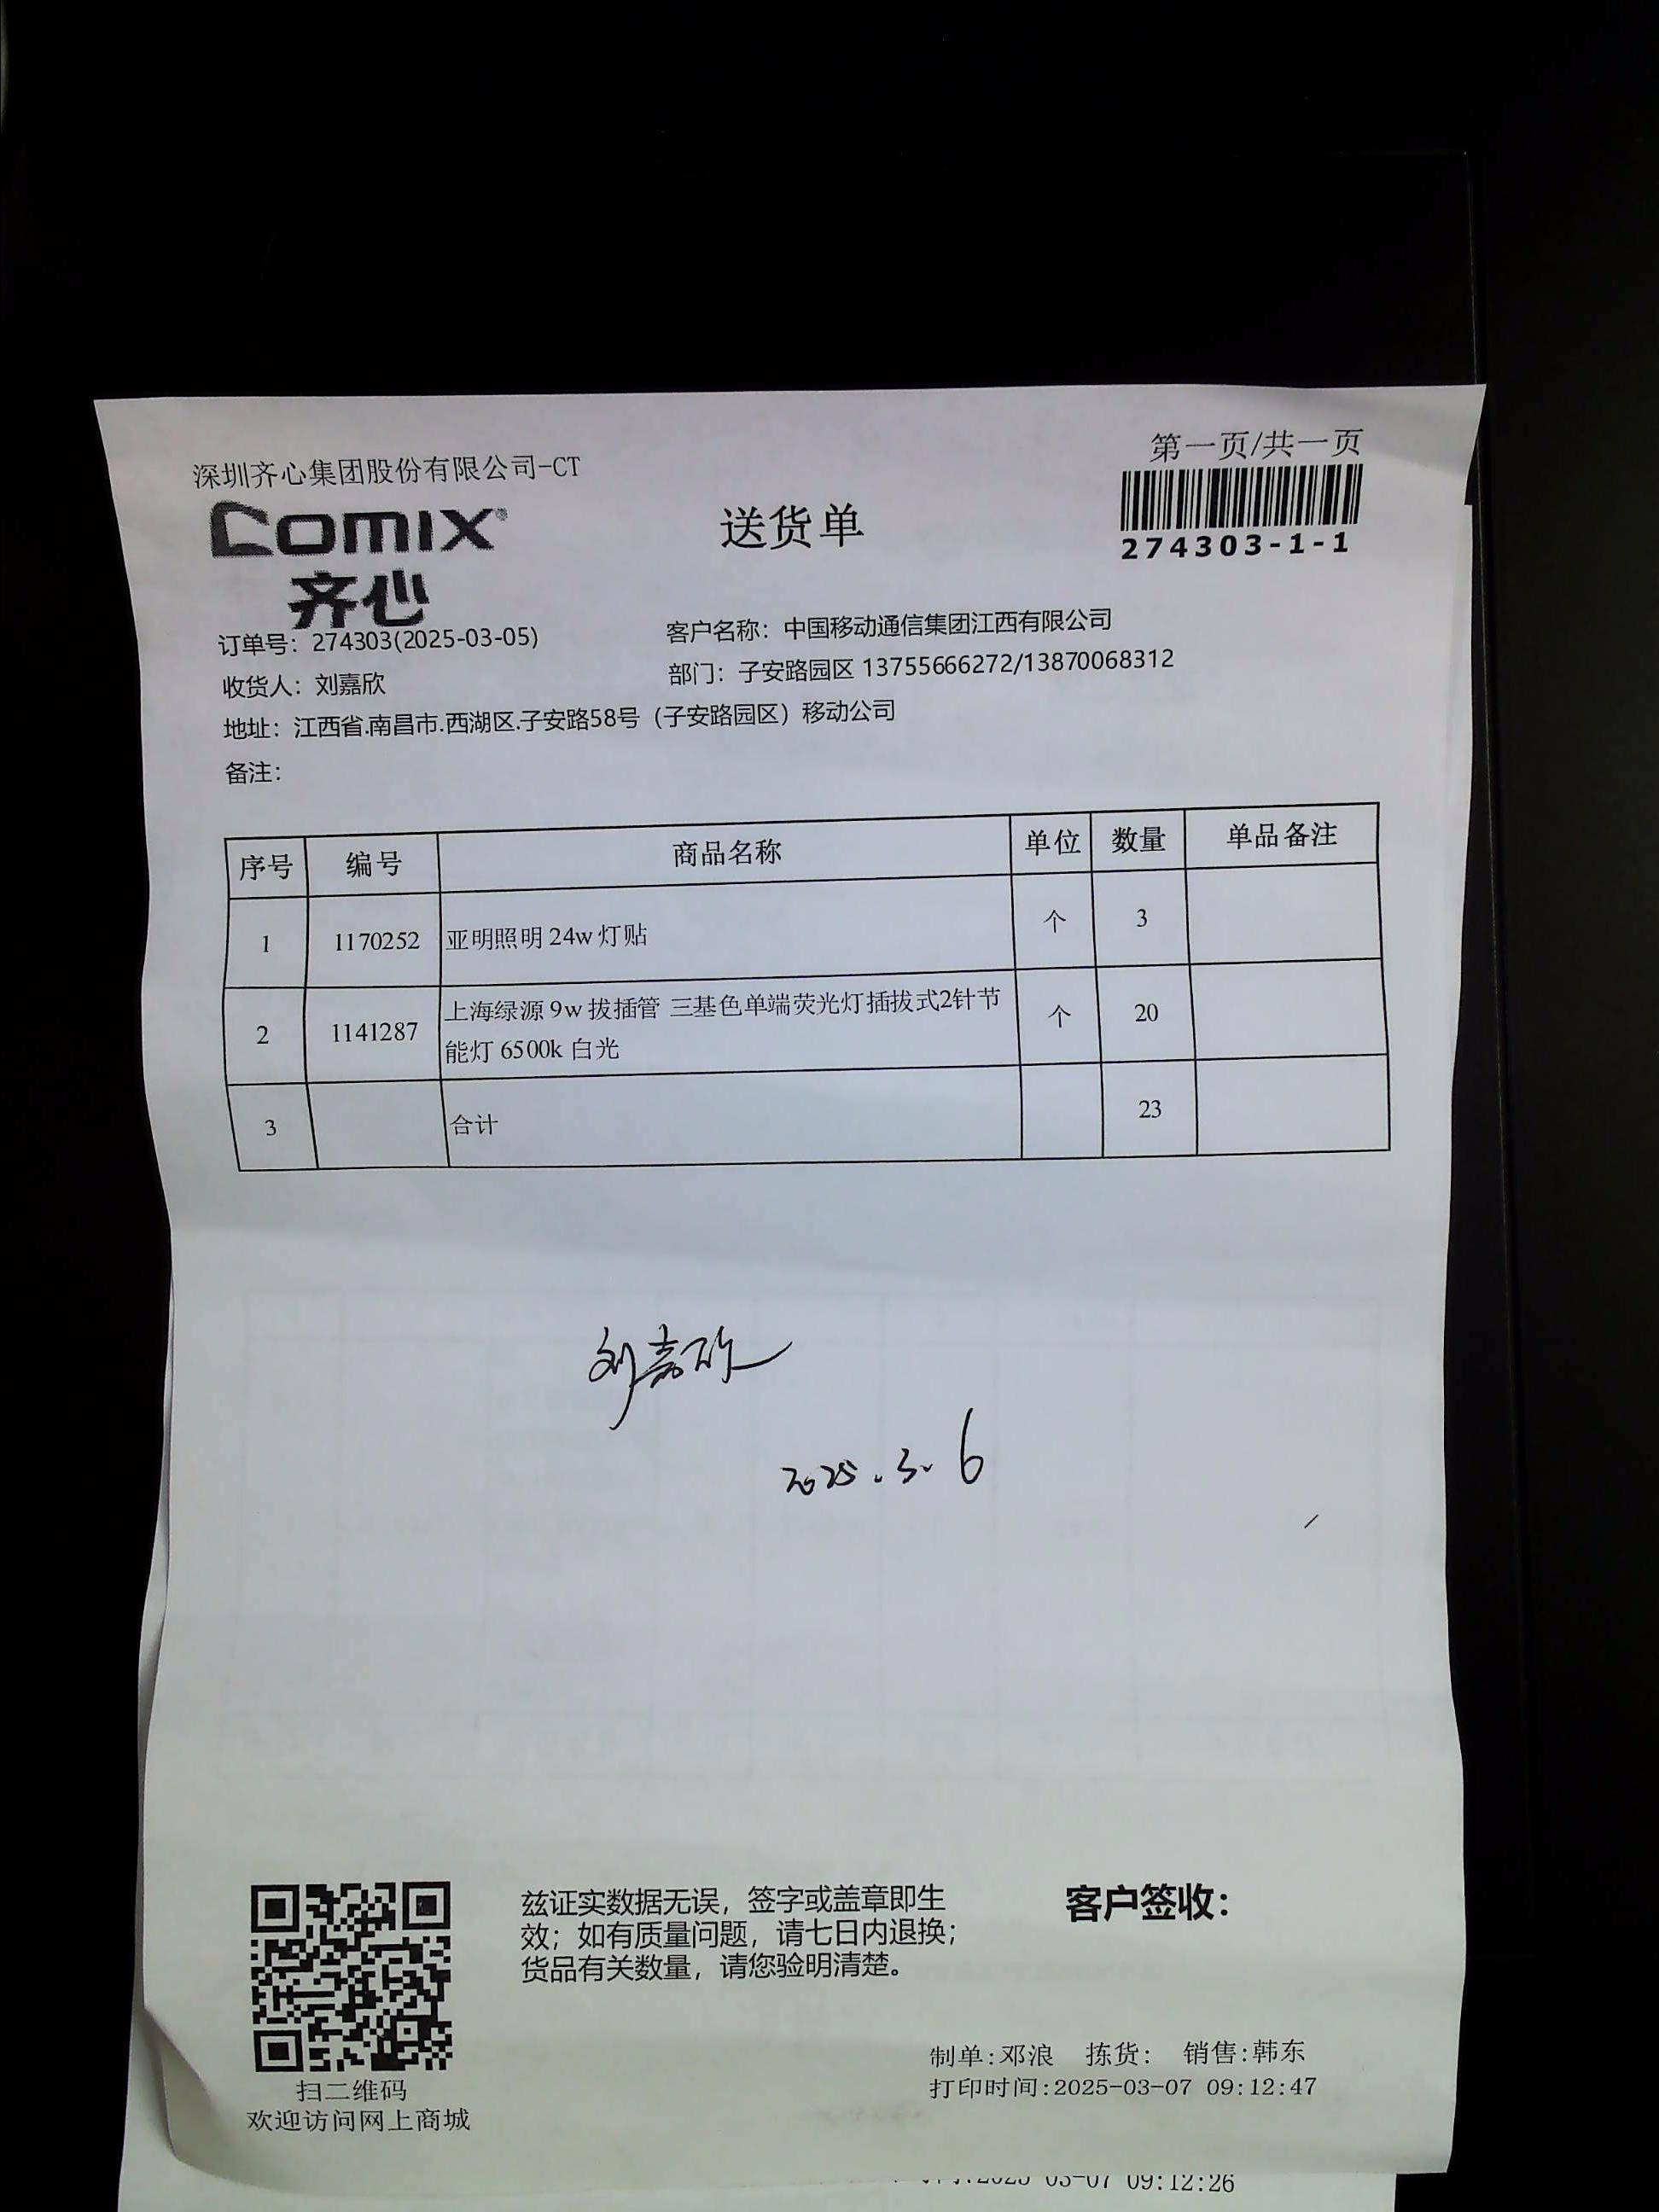 第一页/共一页
深圳齐心集团股份有限公司-CT
COMIX®
齐心
送货单
274303-1-1
订单号：274303(2025-03-05)
客户名称：中国移动通信集团江西有限公司
收货人：刘嘉欣
部门：子安路园区 13755666272/13870068312
地址：江西省.南昌市.西湖区.子安路58号（子安路园区）移动公司
备注：
序号 编号 商品名称 单位 数量 单品备注
1 1170252 亚明照明 24w 灯贴 个 3
2 1141287 上海绿源 9w 拔插管 三基色单端荧光灯插拔式2针节
能灯 6500k 白光 个 20
3 合计 23
刘嘉欣
2025.3.6
兹证实数据无误，签字或盖章即生
效；如有质量问题，请七日内退换；
货品有关数量，请您验明清楚。
客户签收：
扫二维码
欢迎访问网上商城
制单:邓浪 拣货: 销售:韩东
打印时间:2025-03-07 09:12:47
03-07 09:12:26